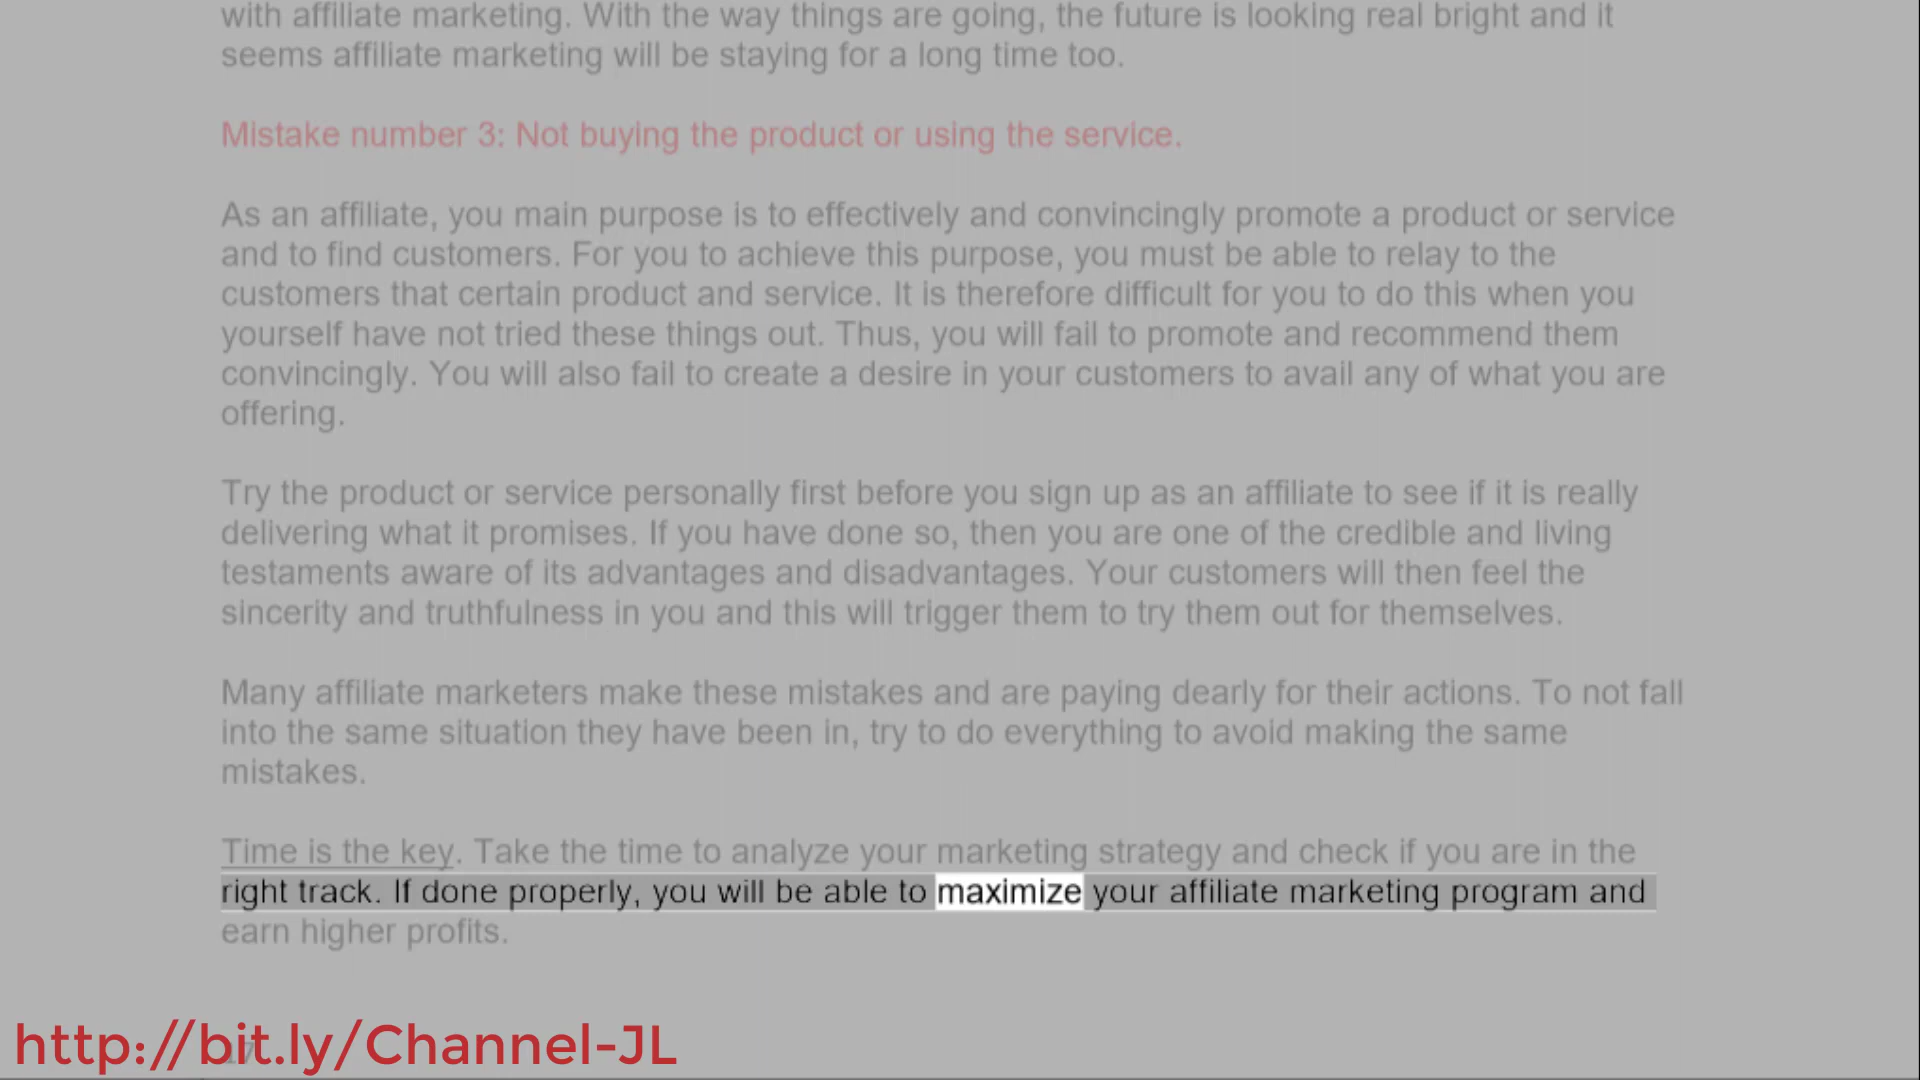 with affiliate marketing. With the way things are going, the future is looking real bright and it
seems affiliate marketing will be staying for a long time too.
Mistake number 3: Not buying the product or using the service.
As an affiliate, you main purpose is to effectively and convincingly promote a product or service
and to find customers. For you to achieve this purpose, you must be able to relay to the
customers that certain product and service. It is therefore difficult for you to do this when you
yourself have not tried these things out. Thus, you will fail to promote and recommend them
convincingly. You will also fail to create a desire in your customers to avail any of what you are
offering.
Try the product or service personally first before you sign up as an affiliate to see if it is really
delivering what it promises. If you have done so, then you are one of the credible and living
testaments aware of its advantages and disadvantages. Your customers will then feel the
sincerity and truthfulness in you and this will trigger them to try them out for themselves.
Many affiliate marketers make these mistakes and are paying dearly for their actions. To not fall
into the same situation they have been in, try to do everything to avoid making the same
mistakes.
Time is the key. Take the time to analyze your marketing strategy and check if you are in the
right track. If done properly, you will be able to maximize your affiliate marketing program and
earn higher profits.
http://bit.ly/Channel-JL
17